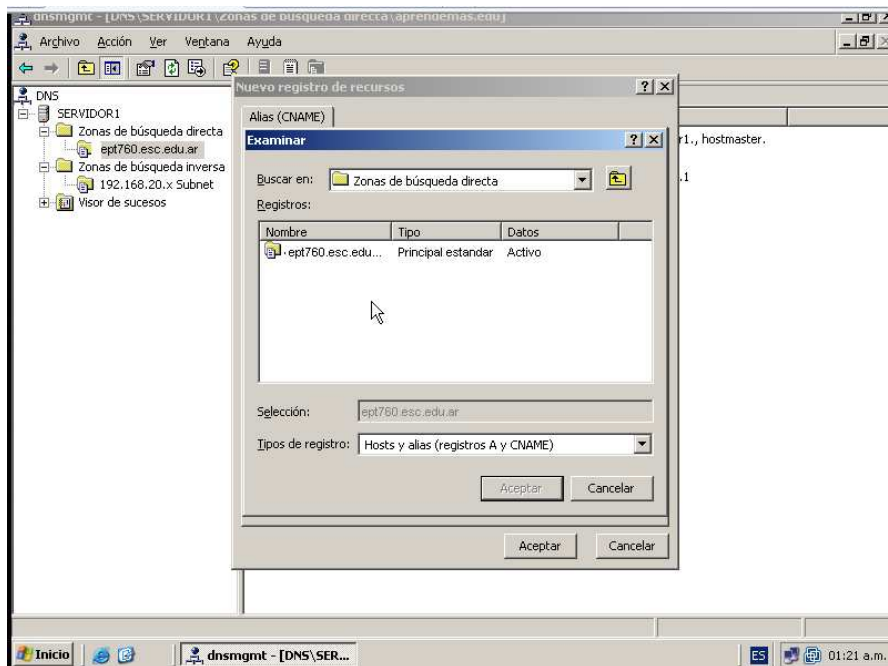 dnsmgmt - [DNS\SERVIDOR1\Zonas de búsqueda directa\aprendemas.edu]
Archivo Acción Ver Ventana Ayuda
DNS
SERVIDOR1
Zonas de búsqueda directa
ept760.esc.edu.ar
Zonas de búsqueda inversa
192.168.20.x Subnet
Visor de sucesos
Nuevo registro de recursos
Alias (CNAME)
r1., hostmaster.
.1
Examinar
Buscar en: Zonas de búsqueda directa
Registros:
Nombre Tipo Datos
ept760.esc.edu... Principal estandar Activo
Selección: ept760.esc.edu.ar
Tipos de registro: Hosts y alias (registros A y CNAME)
Aceptar Cancelar
Aceptar Cancelar
Inicio dnsmgmt - [DNS\SER... ES 01:21 a.m.